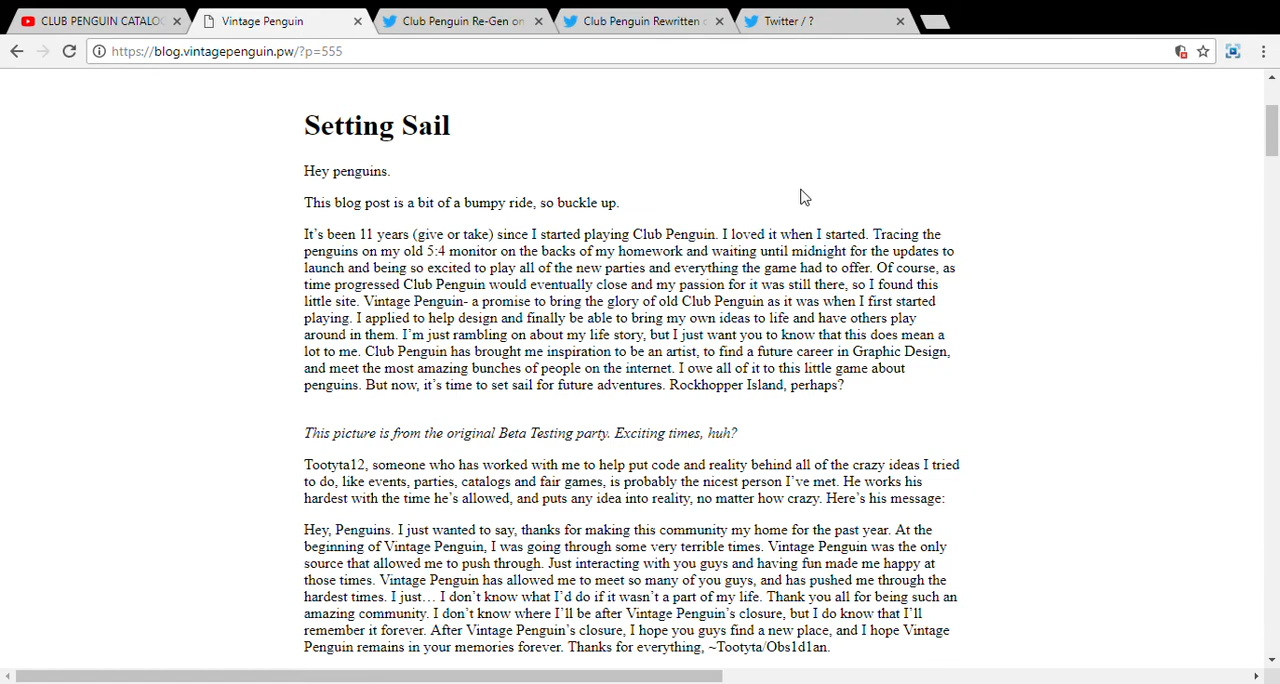 CLUB PENGUIN CATALO
Vintage Penguin
Club Penguin Re-Gen on
Club Penguin Rewritten
Twitter / ?
https://blog.vintagepenguin.pw/?p=555
Setting Sail
Hey penguins.
This blog post is a bit of a bumpy ride, so buckle up.
It’s been 11 years (give or take) since I started playing Club Penguin. I loved it when I started. Tracing the
penguins on my old 5:4 monitor on the backs of my homework and waiting until midnight for the updates to
launch and being so excited to play all of the new parties and everything the game had to offer. Of course, as
time progressed Club Penguin would eventually close and my passion for it was still there, so I found this
little site. Vintage Penguin- a promise to bring the glory of old Club Penguin as it was when I first started
playing. I applied to help design and finally be able to bring my own ideas to life and have others play
around in them. I’m just rambling on about my life story, but I just want you to know that this does mean a
lot to me. Club Penguin has brought me inspiration to be an artist, to find a future career in Graphic Design,
and meet the most amazing bunches of people on the internet. I owe all of it to this little game about
penguins. But now, it’s time to set sail for future adventures. Rockhopper Island, perhaps?
This picture is from the original Beta Testing party. Exciting times, huh?
Tootyta12, someone who has worked with me to help put code and reality behind all of the crazy ideas I tried
to do, like events, parties, catalogs and fair games, is probably the nicest person I’ve met. He works his
hardest with the time he’s allowed, and puts any idea into reality, no matter how crazy. Here’s his message:
Hey, Penguins. I just wanted to say, thanks for making this community my home for the past year. At the
beginning of Vintage Penguin, I was going through some very terrible times. Vintage Penguin was the only
source that allowed me to push through. Just interacting with you guys and having fun made me happy at
those times. Vintage Penguin has allowed me to meet so many of you guys, and has pushed me through the
hardest times. I just… I don’t know what I’d do if it wasn’t a part of my life. Thank you all for being such an
amazing community. I don’t know where I’ll be after Vintage Penguin’s closure, but I do know that I’ll
remember it forever. After Vintage Penguin’s closure, I hope you guys find a new place, and I hope Vintage
Penguin remains in your memories forever. Thanks for everything, ~Tootyta/Obs1d1an.